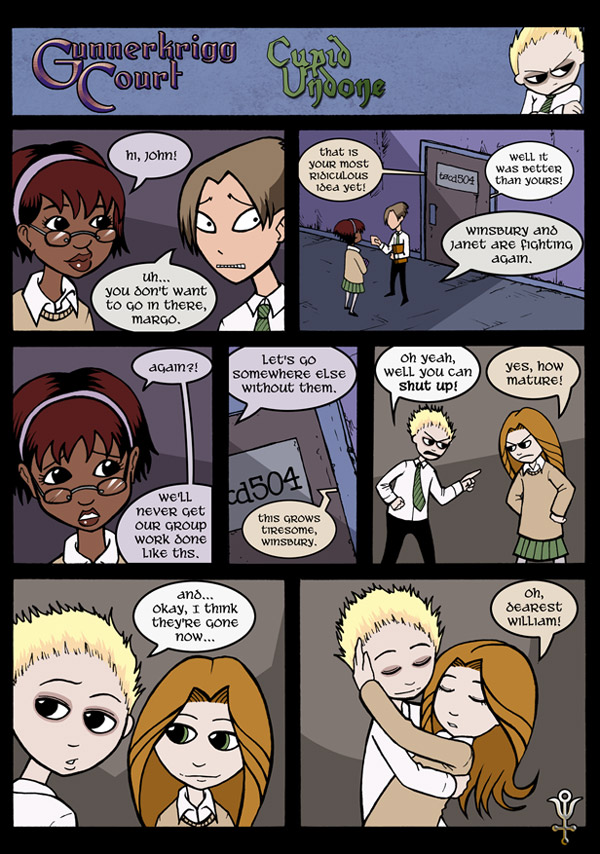 Gunnerkrigg
Court
Cupid
Undone
Hi, John!
Uh...
you don't want
to go in there,
Margo.
That is
your most
ridiculous
idea yet!
tscd504
Well it
was better
than yours!
Winsbury and
Janet are fighting
again.
Again?!
We'll
never get
our group
work done
like ths.
Let's go
somewhere else
without them.
cd504
This grows
tiresome,
Winsbury.
Oh yeah,
well you can
shut up!
Yes, how
mature!
And...
okay, I think
they're gone
now...
Oh,
dearest
William!